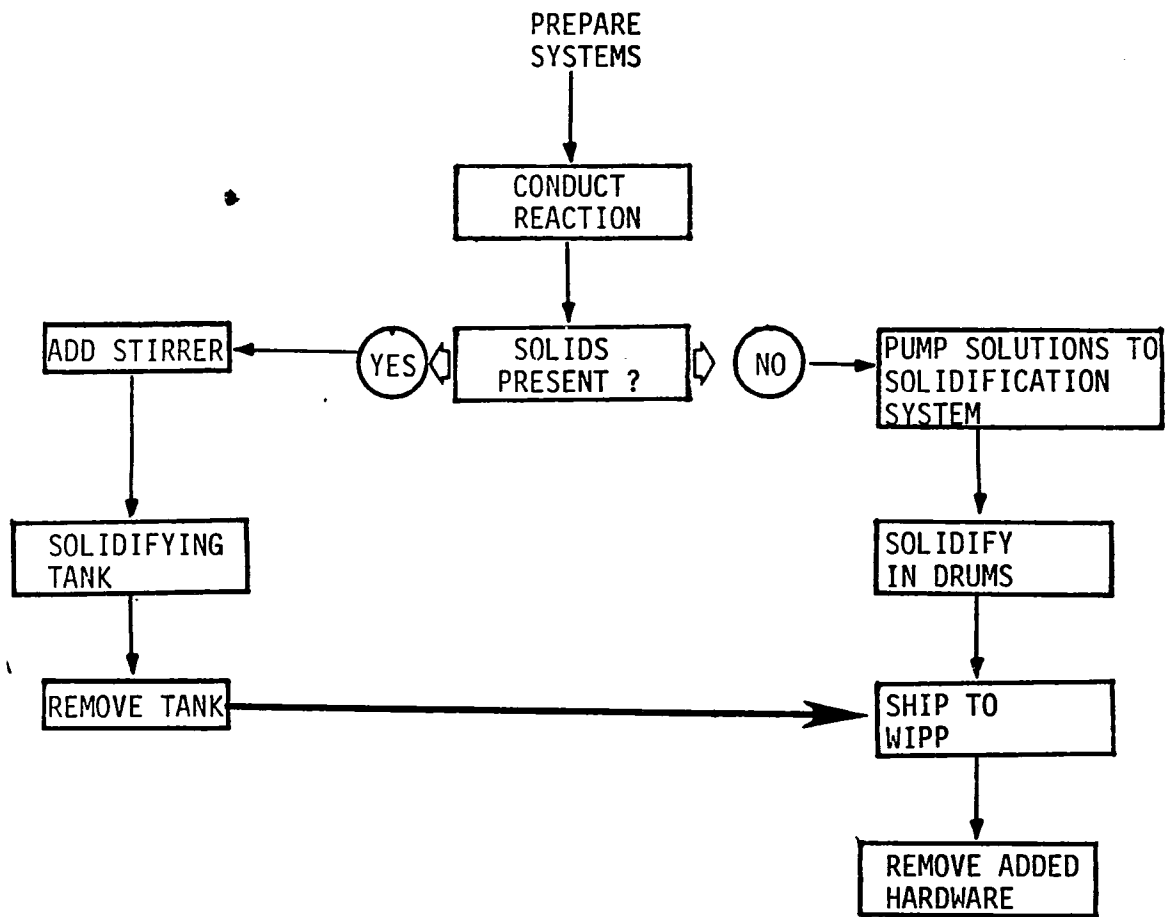 PREPARE
SYSTEMS
CONDUCT
REACTION
ADD STIRRER
YES
SOLIDS
PRESENT ?
NO
PUMP SOLUTIONS TO
SOLIDIFICATION
SYSTEM
SOLIDIFYING
TANK
SOLIDIFY
IN DRUMS
REMOVE TANK
SHIP TO
WIPP
REMOVE ADDED
HARDWARE